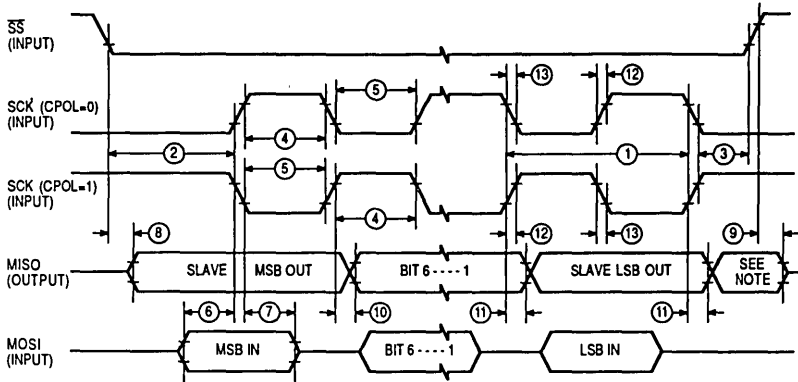 SS
(INPUT)
⑬ ⑫
⑤
SCK (CPOL=0)
(INPUT)
④
② ① ③
⑤
SCK (CPOL=1)
(INPUT)
④
⑫ ⑬
⑧ ⑨
MISO
(OUTPUT)
SLAVE MSB OUT
BIT 6 - - - - 1
SLAVE LSB OUT
SEE
NOTE
⑥ ⑦ ⑩ ⑪ ⑪
MOSI
(INPUT)
MSB IN
BIT 6 - - - - 1
LSB IN